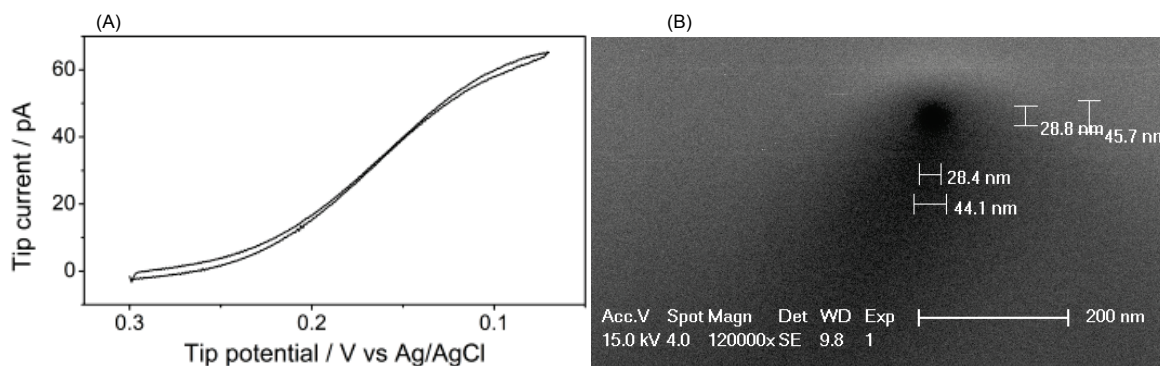 (A)
60
40
20
0
0.3 0.2 0.1
Tip current / pA
Tip potential / V vs Ag/AgCl
(B)
28.8 nm
45.7 nm
28.4 nm
44.1 nm
Acc.V Spot Magn Det WD Exp
15.0 kV 4.0 120000x SE 9.8 1
200 nm